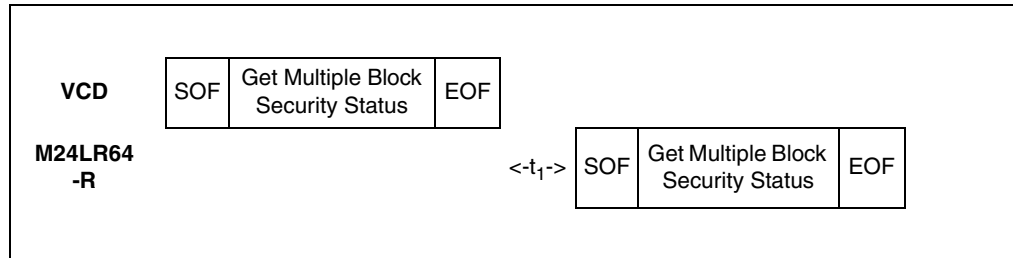 VCD
SOF
Get Multiple Block
Security Status
EOF
M24LR64
-R
<-t₁->
SOF
Get Multiple Block
Security Status
EOF